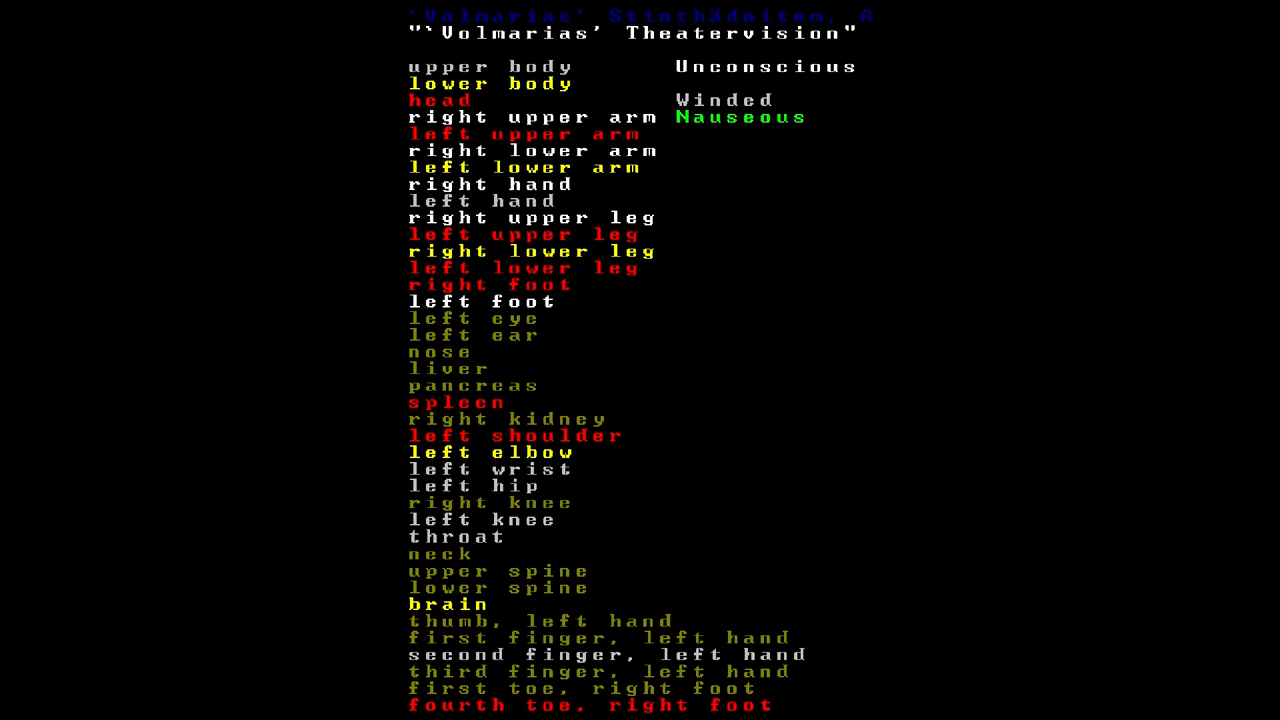 `Volmarias' Stinthädnitom, A
"`Volmarias' Theatervision"
upper body Unconscious
lower body
head Winded
right upper arm Nauseous
left upper arm
right lower arm
left lower arm
right hand
left hand
right upper leg
left upper leg
right lower leg
left lower leg
right foot
left foot
left eye
left ear
nose
liver
pancreas
spleen
right kidney
left shoulder
left elbow
left wrist
left hip
right knee
left knee
throat
neck
upper spine
lower spine
brain
thumb, left hand
first finger, left hand
second finger, left hand
third finger, left hand
first toe, right foot
fourth toe, right foot